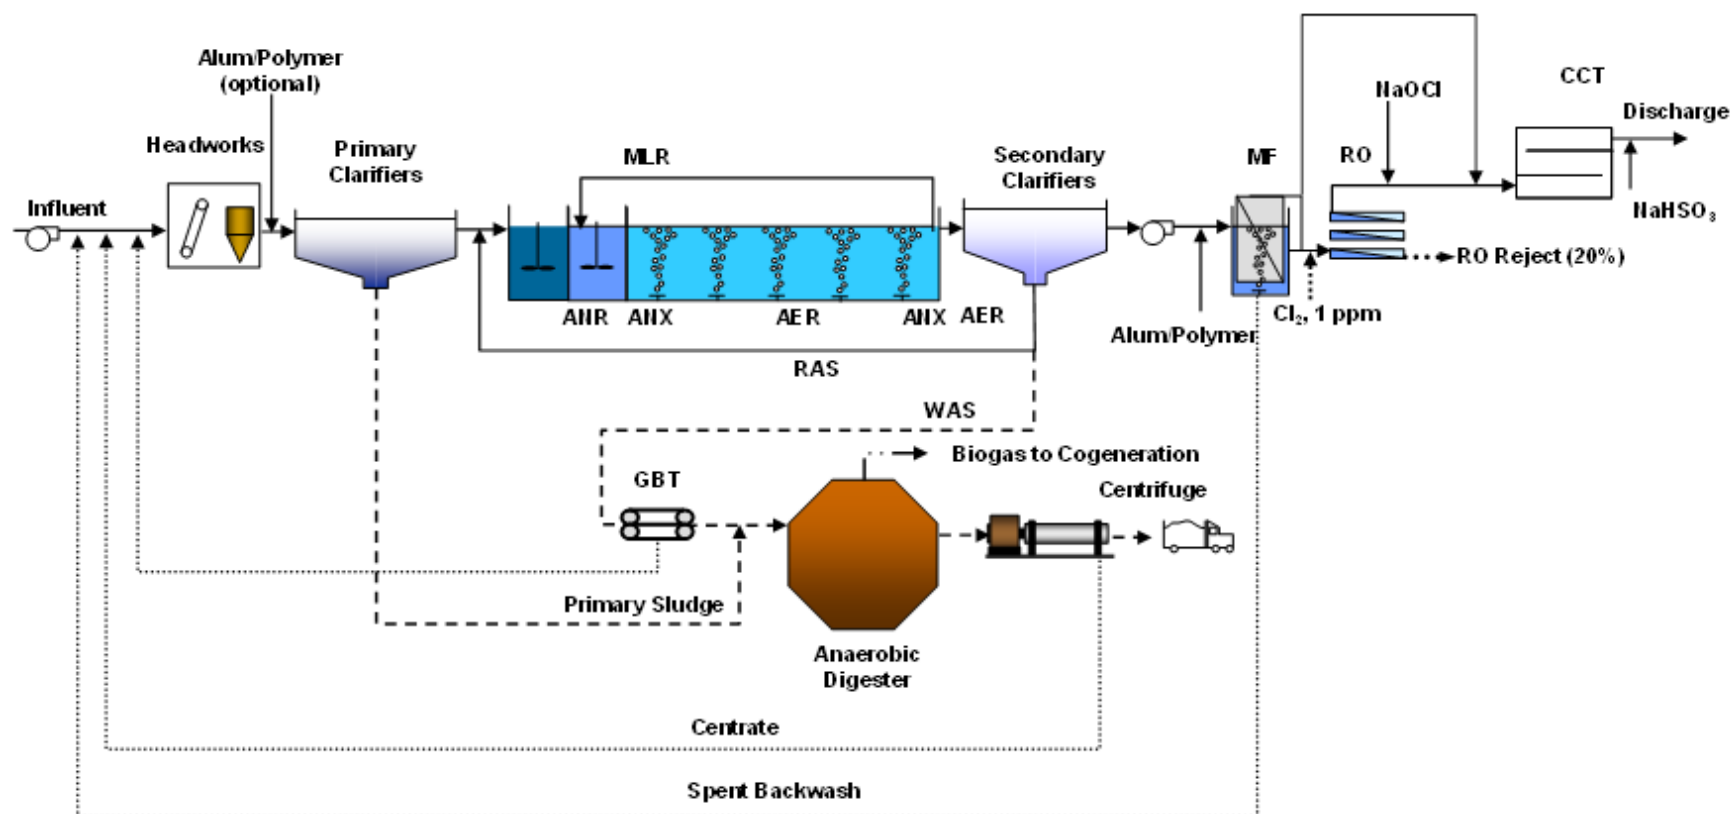 Alum/Polymer
(optional)
Headworks
Primary
Clarifiers
Influent
MLR
Secondary
Clarifiers
MF
NaOCl
RO
CCT
Discharge
NaHSO₃
RO Reject (20%)
Cl₂, 1 ppm
Alum/Polymer
ANR
ANX
AER
ANX
AER
RAS
WAS
GBT
Biogas to Cogeneration
Centrifuge
Primary Sludge
Anaerobic
Digester
Centrate
Spent Backwash